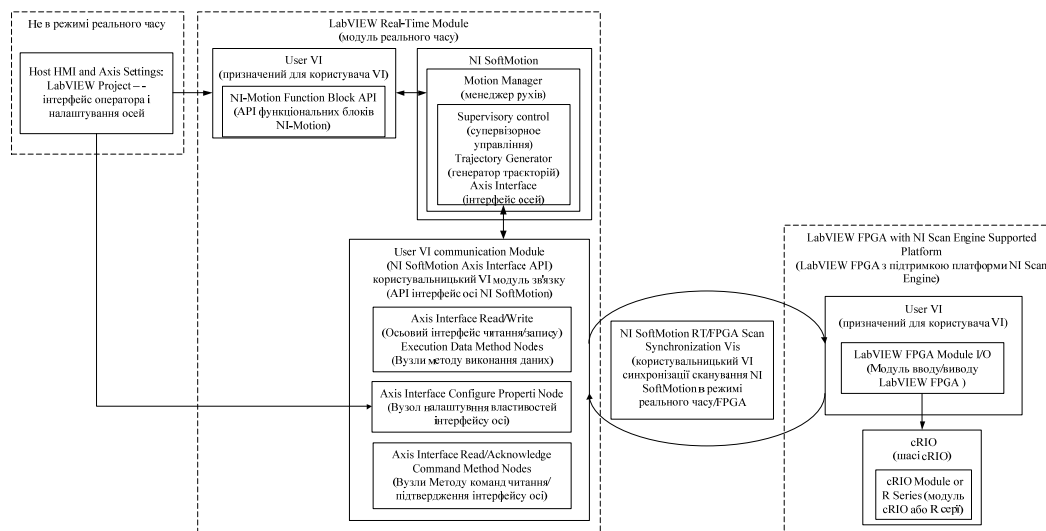 Не в режимі реального часу
Host HMI and Axis Settings:
LabVIEW Project – -
інтерфейс оператора і
налаштування осей
LabVIEW Real-Time Module
(модуль реального часу)
User VI
(призначений для користувача VI)
NI-Motion Function Block API
(API функціональних блоків
NI-Motion)
NI SoftMotion
Motion Manager
(менеджер рухів)
Supervisory control
(супервізорное
управління)
Trajectory Generator
(генератор траєкторій)
Axis Interface
(інтерфейс осей)
User VI communication Module
(NI SoftMotion Axis Interface API)
користувальницький VI модуль зв'язку
(API інтерфейс осі NI SoftMotion)
Axis Interface Read/Write
(Осьовий інтерфейс читання/запису)
Execution Data Method Nodes
(Вузли методу виконання даних)
Axis Interface Configure Properti Node
(Вузол налаштувння властивостей
інтерфейсу осі)
Axis Interface Read/Acknowledge
Command Method Nodes
(Вузли Методу команд читання/
підтвердження інтерфейсу осі)
NI SoftMotion RT/FPGA Scan
Synchronization Vis
(користувальницький VI
синхронізації сканування NI
SoftMotion в режимі
реального часу/FPGA
LabVIEW FPGA with NI Scan Engine Supported
Platform
(LabVIEW FPGA з підтримкою платформи NI Scan
Engine)
User VI
(призначений для користувача VI)
LabVIEW FPGA Module I/O
(Модуль вводу/виводу
LabVIEW FPGA )
cRIO
(шасі cRIO)
cRIO Module or
R Series (модуль
cRIO або R серії)